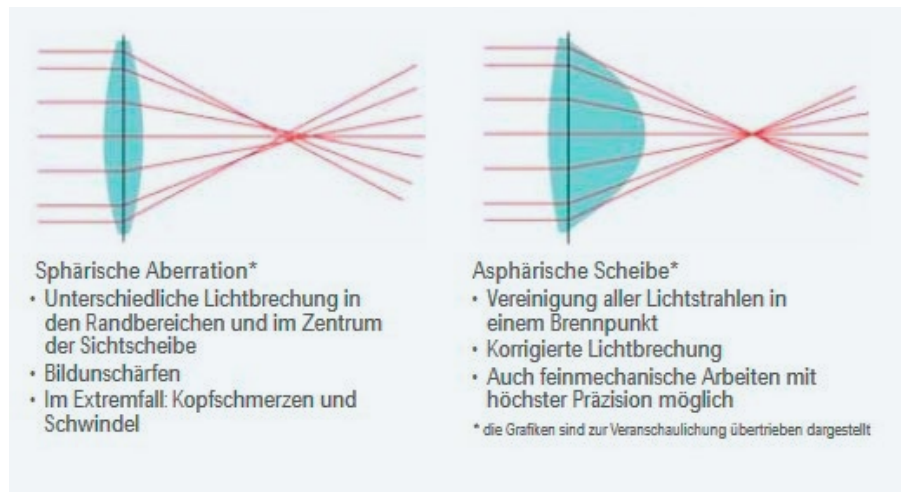 Sphärische Aberration*
• Unterschiedliche Lichtbrechung in
den Randbereichen und im Zentrum
der Sichtscheibe
• Bildunschärfen
• Im Extremfall: Kopfschmerzen und
Schwindel
Asphärische Scheibe*
• Vereinigung aller Lichtstrahlen in
einem Brennpunkt
• Korrigierte Lichtbrechung
• Auch feinmechanische Arbeiten mit
höchster Präzision möglich
* die Grafiken sind zur Veranschaulichung übertrieben dargestellt